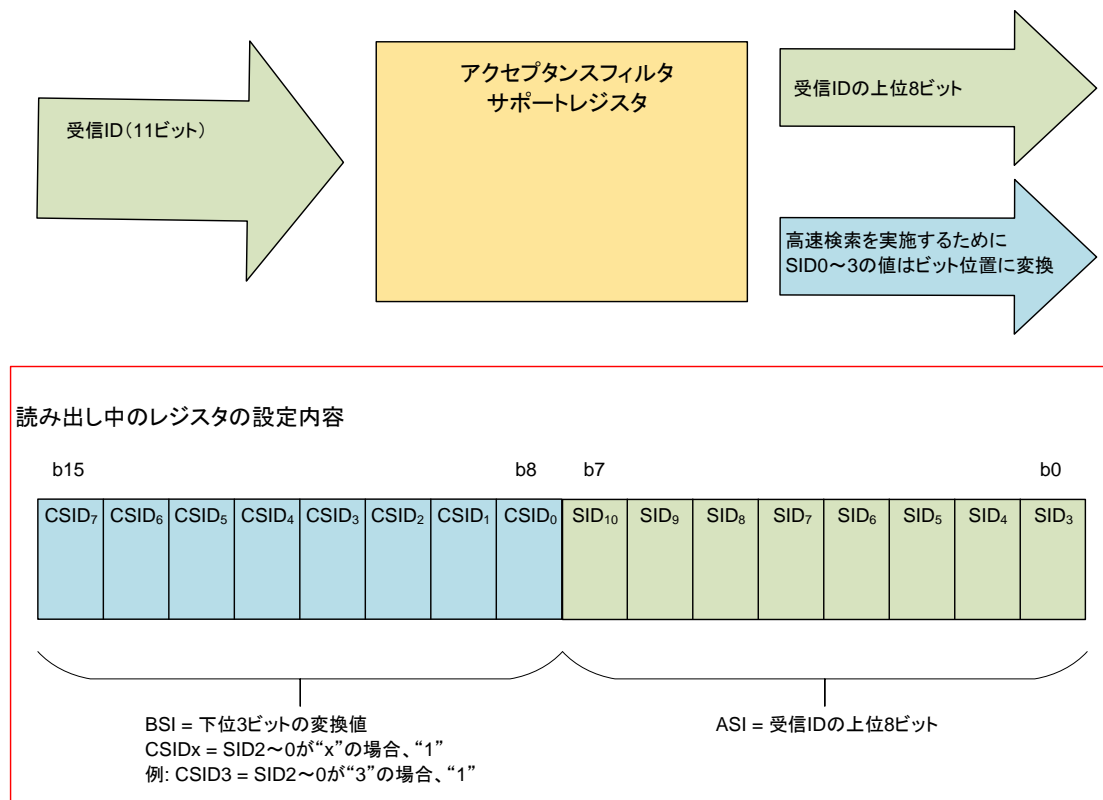 受信ID(11ビット)
アクセプタンスフィルタ
サポートレジスタ
受信IDの上位8ビット
高速検索を実施するために
SID0～3の値はビット位置に変換
読み出し中のレジスタの設定内容
b15 b8 b7 b0
CSID₇ CSID₆ CSID₅ CSID₄ CSID₃ CSID₂ CSID₁ CSID₀ SID₁₀ SID₉ SID₈ SID₇ SID₆ SID₅ SID₄ SID₃
BSI = 下位3ビットの変換値
CSIDx = SID2～0が“x”の場合、“1”
例: CSID3 = SID2～0が“3”の場合、“1”
ASI = 受信IDの上位8ビット